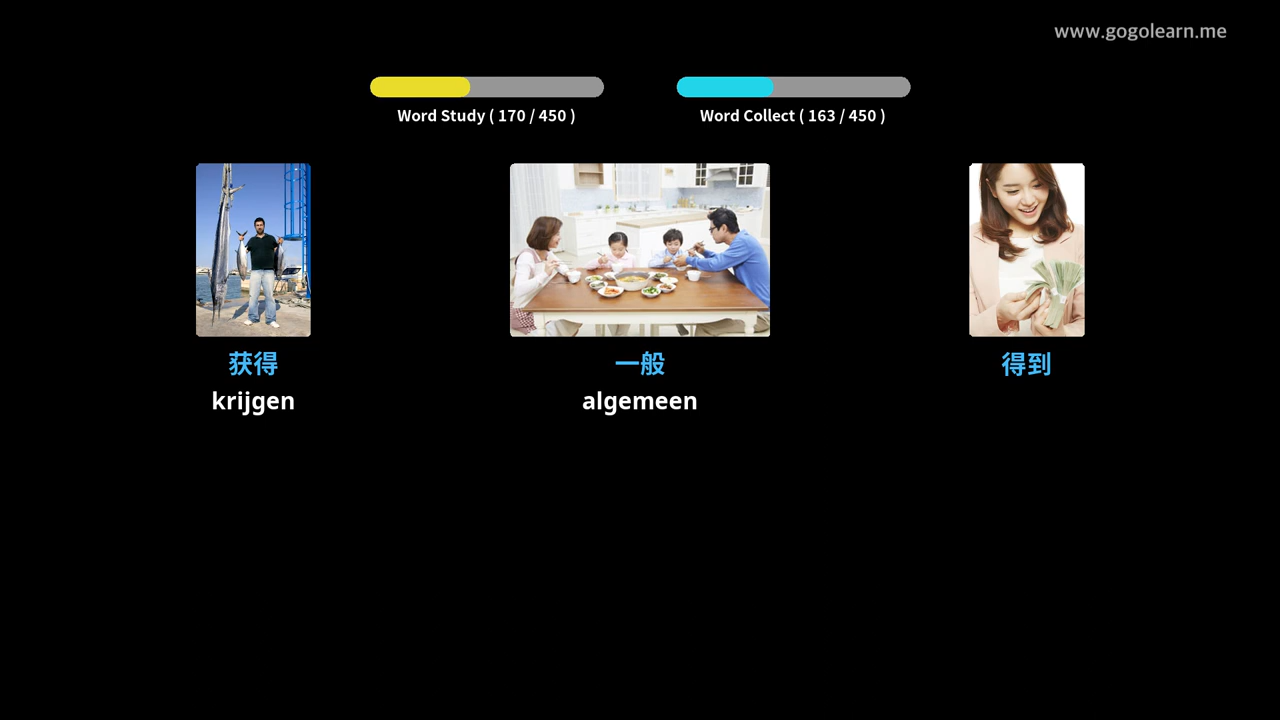 www.gogolearn.me
Word Study ( 170 / 450 )
Word Collect ( 163 / 450 )
获得
一般
得到
krijgen
algemeen